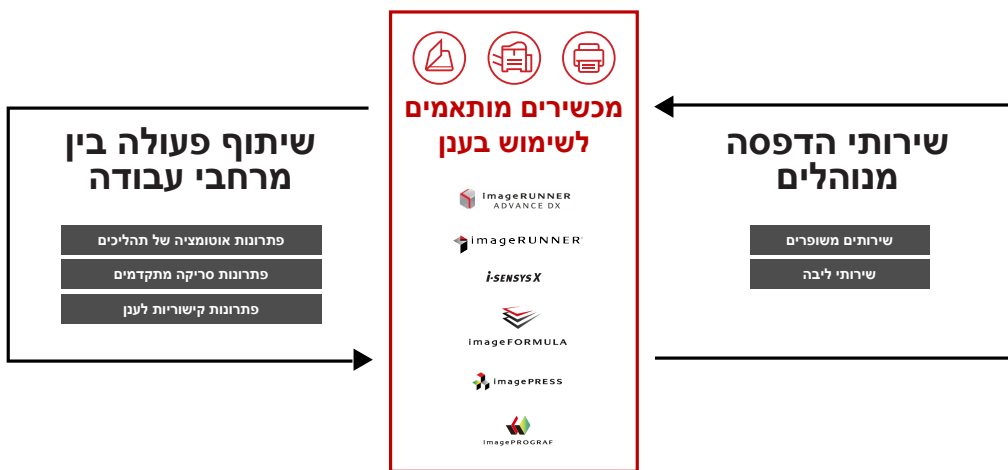 שירותי הדפסה
מנוהלים
שירותים משופרים
שירותי ליבה
מכשירים מותאמים
לשימוש בענן
imageRUNNER
ADVANCE DX
imageRUNNER
i-SENSYS X
imageFORMULA
imagePRESS
imagePROGRAF
שיתוף פעולה בין
מרחבי עבודה
פתרונות אוטומציה של תהליכים
פתרונות סריקה מתקדמים
פתרונות קישוריות לענן